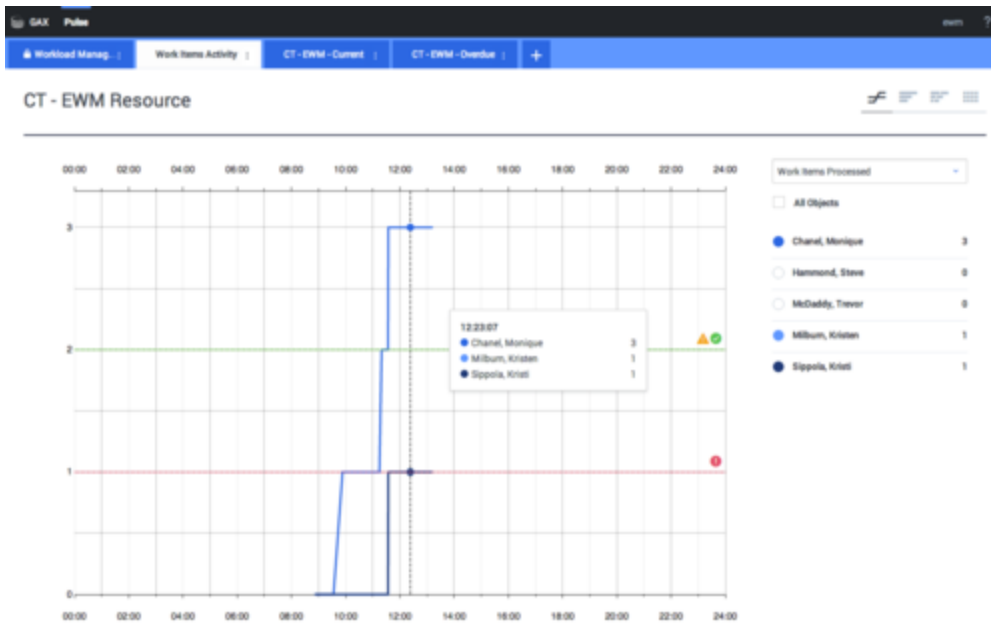 GAX Pulse ewm ?
Workload Manag... Work Items Activity CT - EWM - Current CT - EWM - Overdue +
CT - EWM Resource
00:00 02:00 04:00 06:00 08:00 10:00 12:00 14:00 16:00 18:00 20:00 22:00 24:00
Work Items Processed
All Objects
3
Chanel, Monique 3
Hammond, Steve 0
McDaddy, Trevor 0
12:23:07
Chanel, Monique 3
Milburn, Kristen 1
Sippola, Kristi 1
2
Milburn, Kristen 1
Sippola, Kristi 1
1
0
00:00 02:00 04:00 06:00 08:00 10:00 12:00 14:00 16:00 18:00 20:00 22:00 24:00